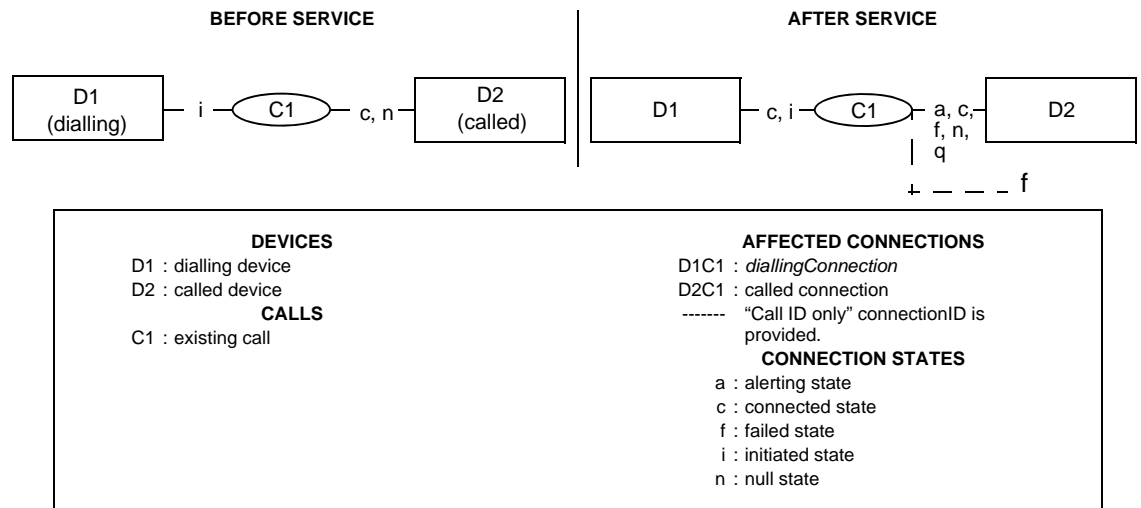 BEFORE SERVICE
AFTER SERVICE
D1
(dialling)
i
C1
c, n
D2
(called)
D1
c, i
C1
a, c,
f, n,
q
D2
f
DEVICES
D1 : dialling device
D2 : called device
CALLS
C1 : existing call
AFFECTED CONNECTIONS
D1C1 : diallingConnection
D2C1 : called connection
------- “Call ID only” connectionID is
provided.
CONNECTION STATES
a : alerting state
c : connected state
f : failed state
i : initiated state
n : null state